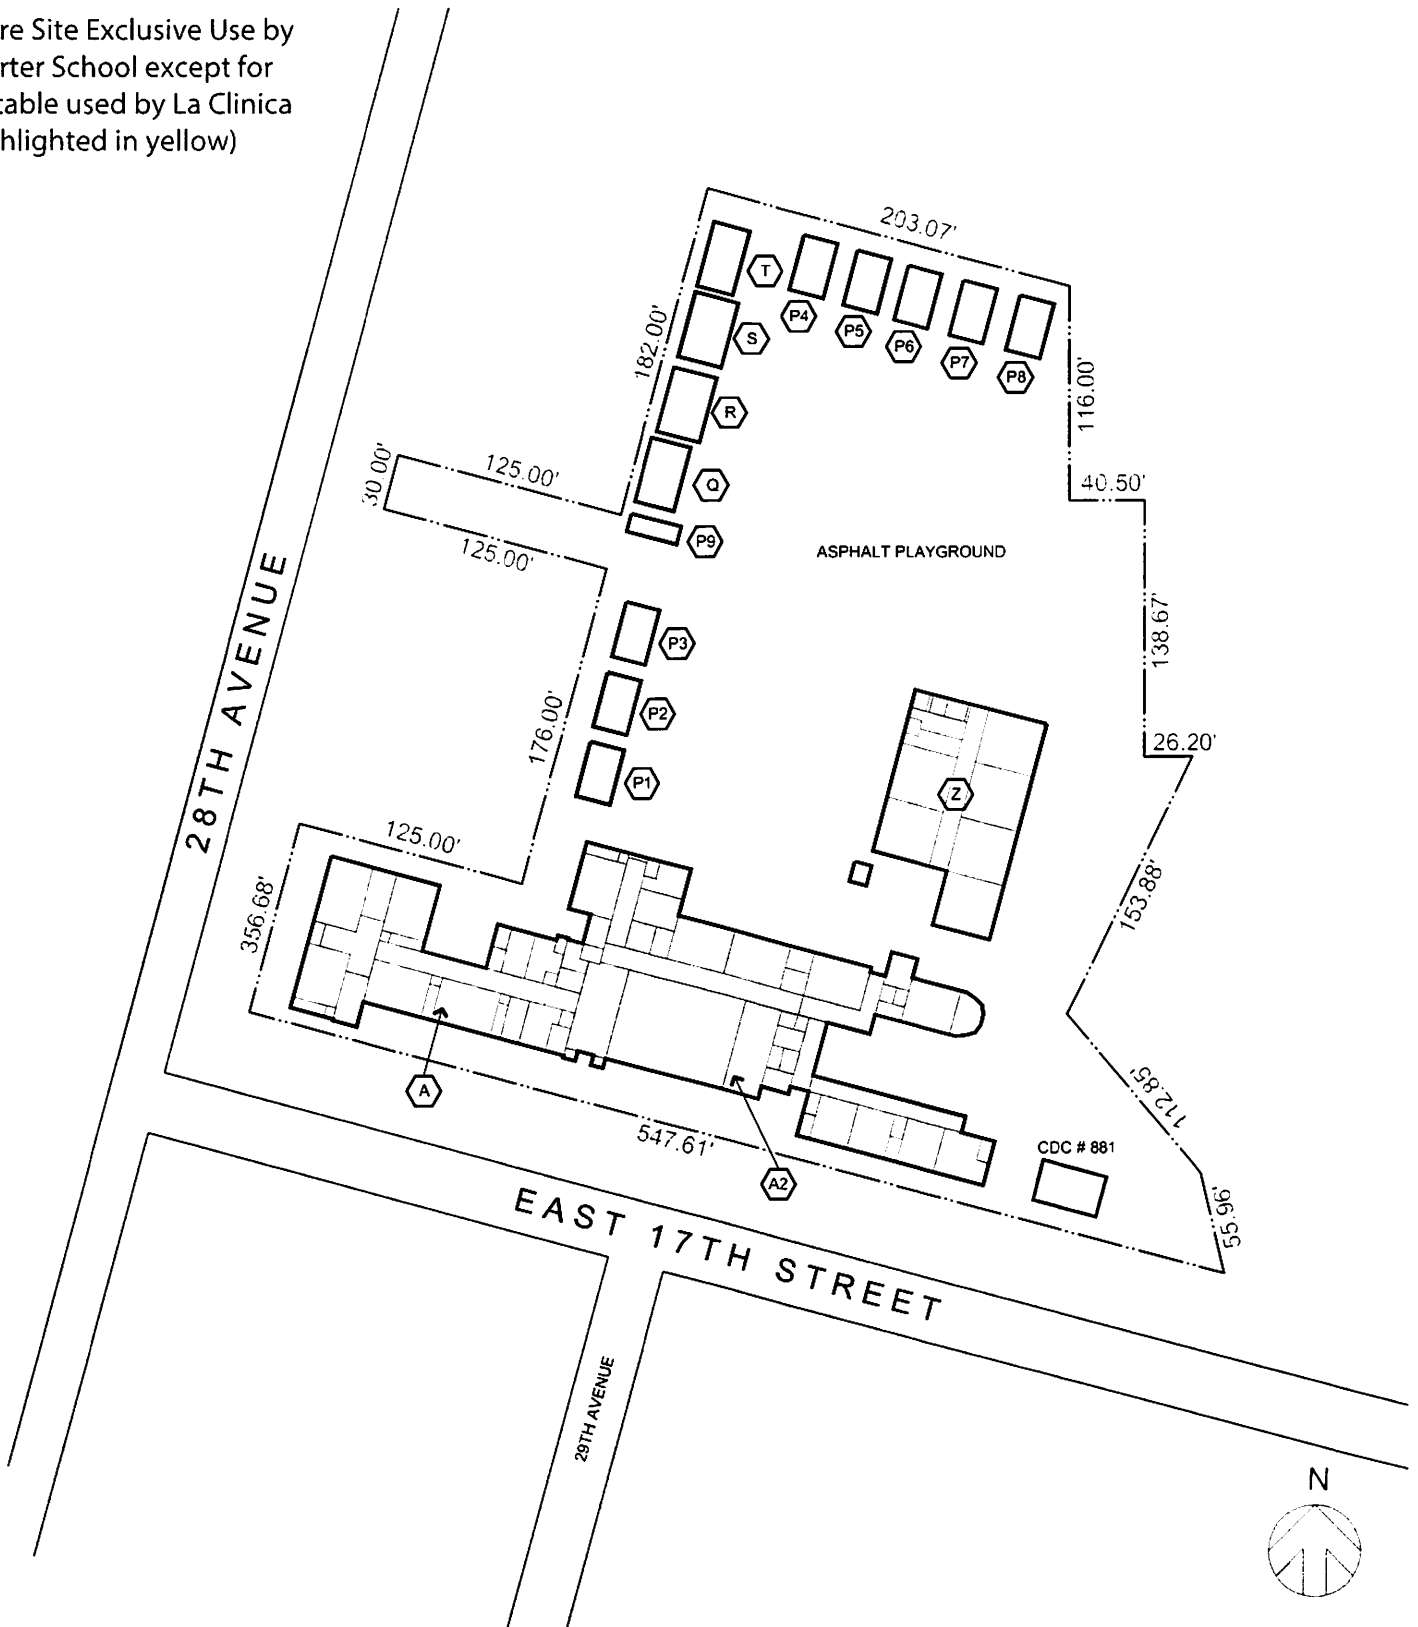 re Site Exclusive Use by
rter School except for
table used by La Clinica
hlighted in yellow)
203.07'
T
P4
P5
P6
P7
P8
S
R
Q
P9
182.00'
116.00'
30.00'
125.00'
125.00'
40.50'
ASPHALT PLAYGROUND
P3
P2
P1
138.67'
176.00'
26.20'
Z
28TH AVENUE
125.00'
356.68'
153.88'
A
547.61'
A2
112.85'
CDC # 881
55.96'
EAST 17TH STREET
29TH AVENUE
N